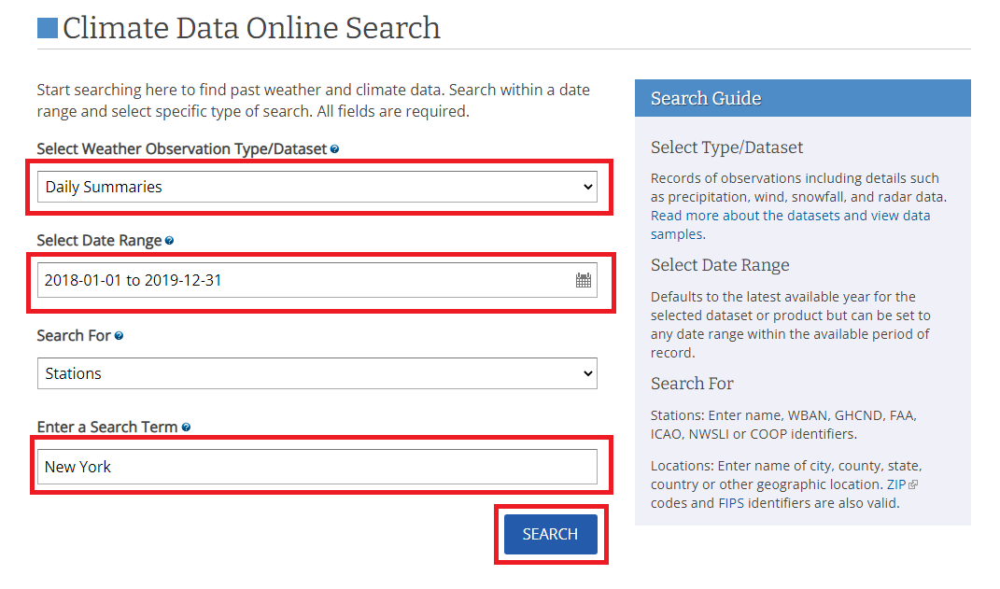 Climate Data Online Search
Start searching here to find past weather and climate data. Search within a date
range and select specific type of search. All fields are required.
Select Weather Observation Type/Dataset
Daily Summaries
Select Date Range
2018-01-01 to 2019-12-31
Search For
Stations
Enter a Search Term
New York
SEARCH
Search Guide
Select Type/Dataset
Records of observations including details such
as precipitation, wind, snowfall, and radar data.
Read more about the datasets and view data
samples.
Select Date Range
Defaults to the latest available year for the
selected dataset or product but can be set to
any date range within the available period of
record.
Search For
Stations: Enter name, WBAN, GHCND, FAA,
ICAO, NWSLI or COOP identifiers.
Locations: Enter name of city, county, state,
country or other geographic location. ZIP
codes and FIPS identifiers are also valid.